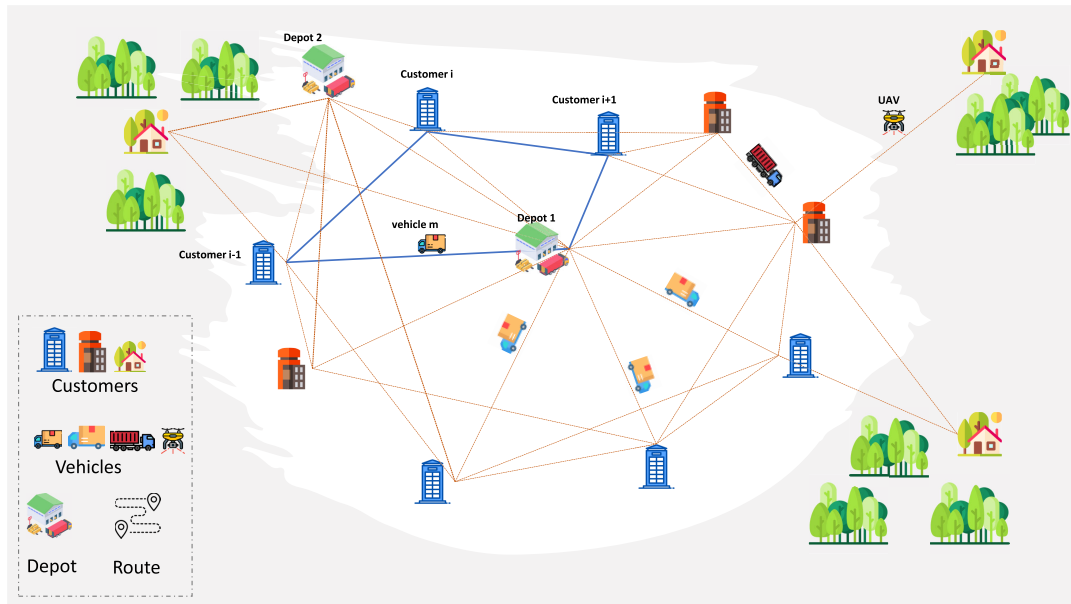 Depot 2
Customer i
Customer i+1
UAV
vehicle m
Depot 1
Customer i-1
Customers
Vehicles
Depot
Route